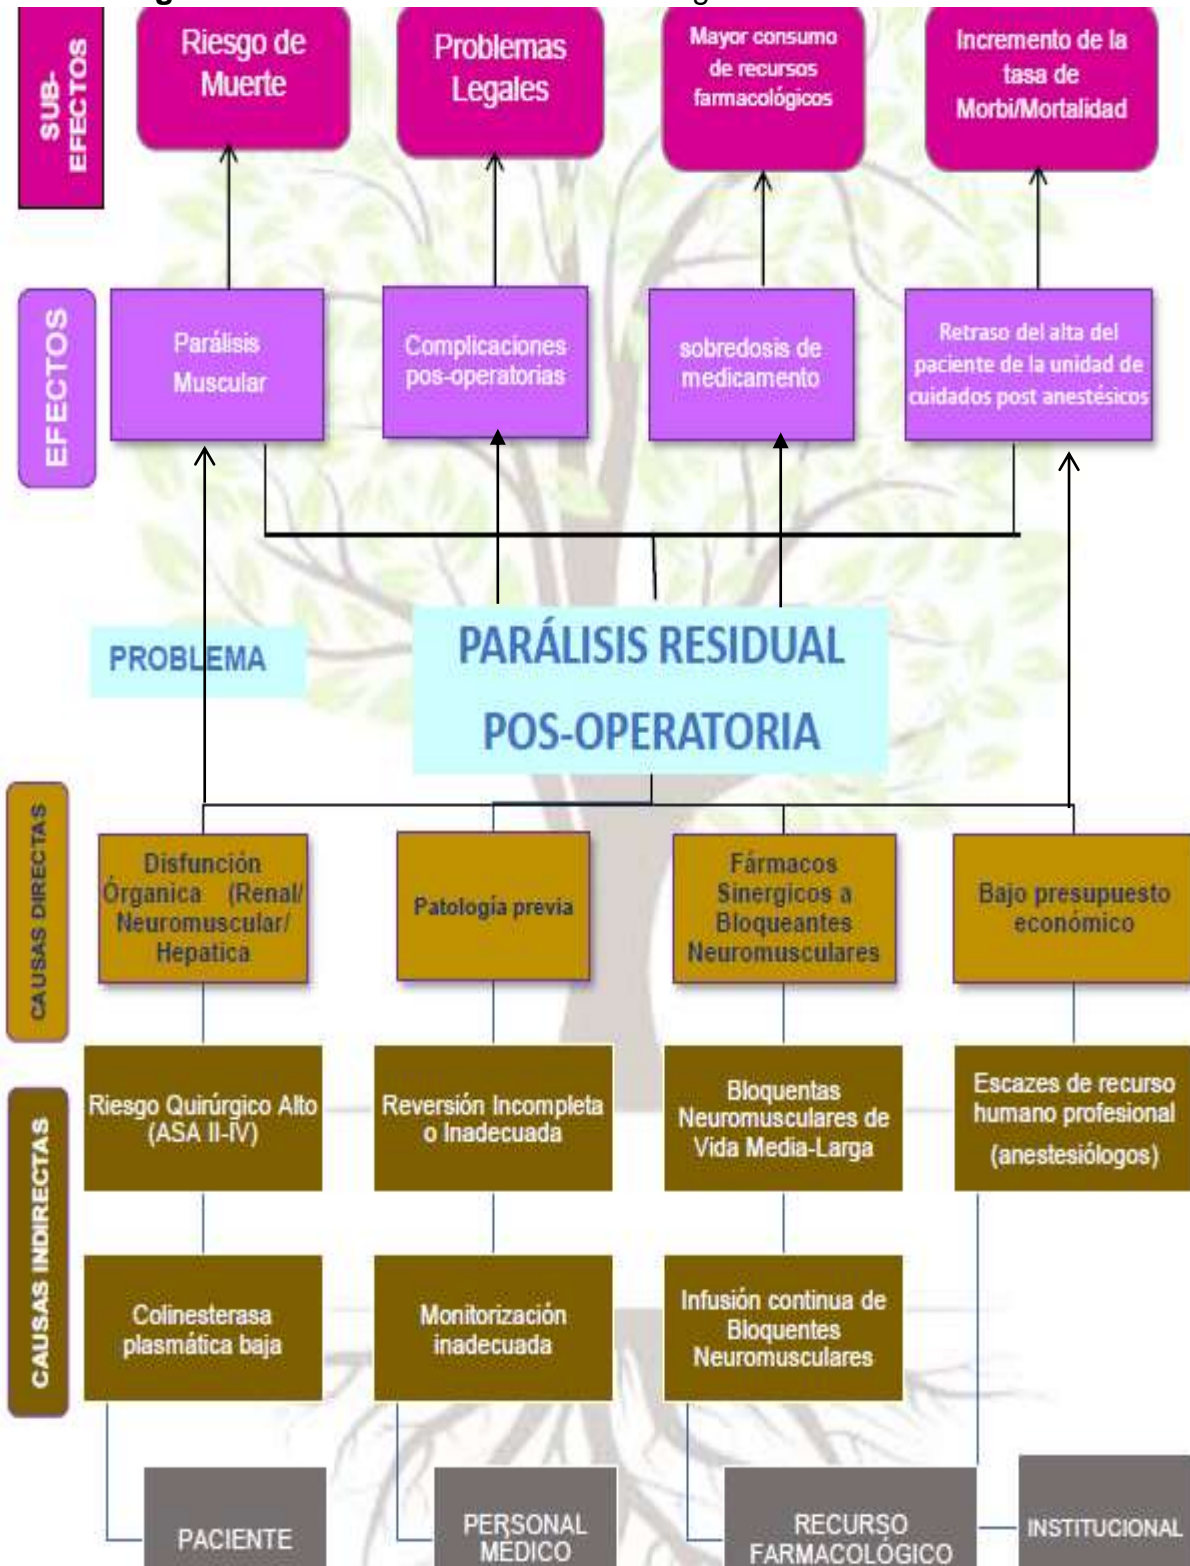 SUB-
EFECTOS
Riesgo de
Muerte
Problemas
Legales
Mayor consumo
de recursos
farmacológicos
Incremento de la
tasa de
Morbi/Mortalidad
EFECTOS
Parálisis
Muscular
Complicaciones
pos-operatorias
sobredosis de
medicamento
Retraso del alta del
paciente de la unidad de
cuidados post anestésicos
PROBLEMA
PARÁLISIS RESIDUAL
POS-OPERATORIA
CAUSAS DIRECTAS
Disfunción
Órganica (Renal/
Neuromuscular/
Hepatica
Patología previa
Fármacos
Sinergicos a
Bloqueantes
Neuromusculares
Bajo presupuesto
económico
CAUSAS INDIRECTAS
Riesgo Quirúrgico Alto
(ASA II-IV)
Reversión Incompleta
o Inadecuada
Bloquentas
Neuromusculares de
Vida Media-Larga
Escazes de recurso
humano profesional
(anestesiólogos)
Colinesterasa
plasmática baja
Monitorización
inadecuada
Infusión continua de
Bloquentes
Neuromusculares
PACIENTE
PERSONAL
MÉDICO
RECURSO
FARMACOLÓGICO
INSTITUCIONAL